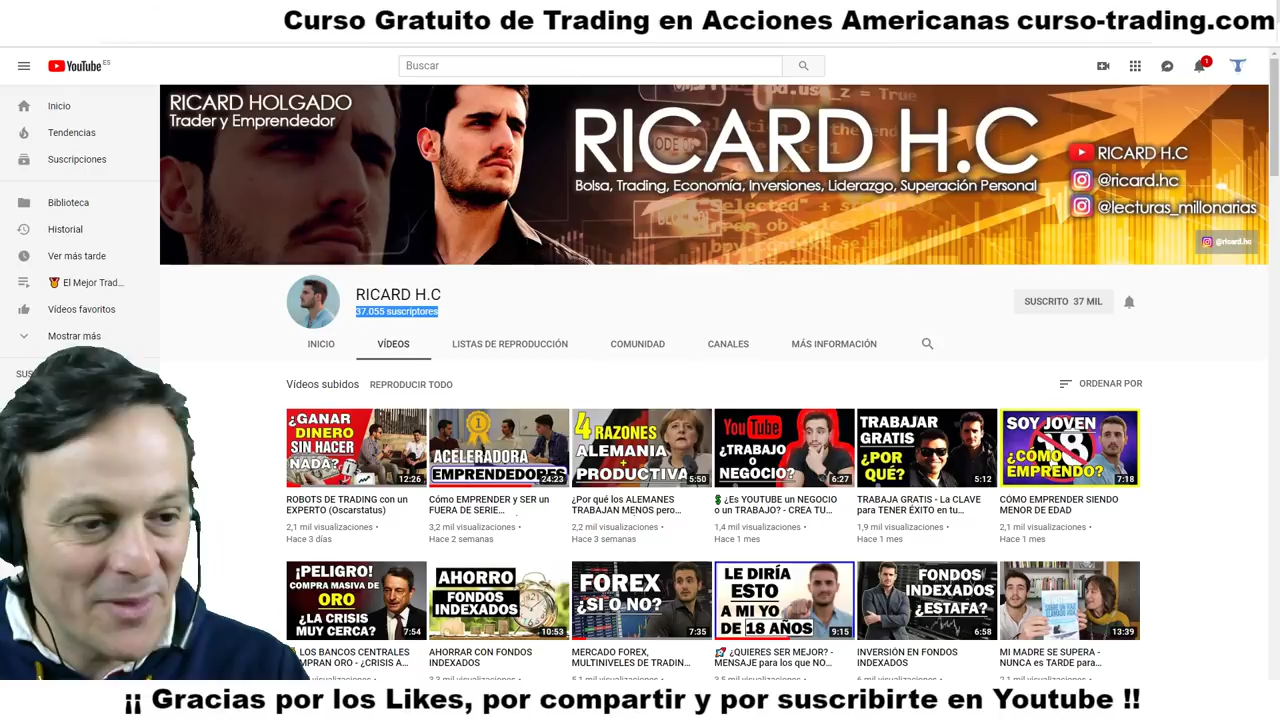 Curso Gratuito de Trading en Acciones Americanas curso-trading.com
YouTube ES
Buscar
1
Inicio
Tendencias
Suscripciones
Biblioteca
Historial
Ver más tarde
El Mejor Trad...
Vídeos favoritos
Mostrar más
SUS
RICARD HOLGADO
Trader y Emprendedor
RICARD H.C
Bolsa, Trading, Economía, Inversiones, Liderazgo, Superación Personal
RICARD H.C
@ricard.hc
@lecturas_millonarias
@ricard.hc
RICARD H.C
37.055 suscriptores
SUSCRITO 37 MIL
INICIO VÍDEOS LISTAS DE REPRODUCCIÓN COMUNIDAD CANALES MÁS INFORMACIÓN
Vídeos subidos REPRODUCIR TODO
ORDENAR POR
¿GANAR
DINERO
SIN HACER
NADA?
12:26
ROBOTS DE TRADING con un
EXPERTO (Oscarstatus)
2,1 mil visualizaciones •
Hace 3 días
1
ACELERADORA
EMPRENDEDORES
24:23
Cómo EMPRENDER y SER un
FUERA DE SERIE...
3,2 mil visualizaciones •
Hace 2 semanas
4 RAZONES
ALEMANIA
+
PRODUCTIVA
5:50
¿Por qué los ALEMANES
TRABAJAN MENOS pero...
2,2 mil visualizaciones •
Hace 3 semanas
YouTube
¿TRABAJO
O
NEGOCIO?
6:27
¿Es YOUTUBE un NEGOCIO
o un TRABAJO? - CREA TU...
1,4 mil visualizaciones •
Hace 1 mes
TRABAJAR
GRATIS
¿POR
QUÉ?
5:12
TRABAJA GRATIS - La CLAVE
para TENER ÉXITO en tu...
1,9 mil visualizaciones •
Hace 1 mes
SOY JOVEN
18
¿CÓMO
EMPRENDO?
7:18
CÓMO EMPRENDER SIENDO
MENOR DE EDAD
2,1 mil visualizaciones •
Hace 1 mes
¡PELIGRO!
COMPRA MASIVA DE
ORO
¿LA CRISIS
MUY CERCA?
7:54
LOS BANCOS CENTRALES
MPRAN ORO - ¿CRISIS A...
AHORRO
FONDOS
INDEXADOS
10:53
AHORRAR CON FONDOS
INDEXADOS
FOREX
¿SI O NO?
7:35
MERCADO FOREX,
MULTINIVELES DE TRADIN...
LE DIRÍA
ESTO
A MI YO
DE 18 AÑOS
9:15
¿QUIERES SER MEJOR? -
MENSAJE para los que NO...
FONDOS
INDEXADOS
¿ESTAFA?
6:58
INVERSIÓN EN FONDOS
INDEXADOS
13:39
MI MADRE SE SUPERA -
NUNCA es TARDE para...
¡¡ Gracias por los Likes, por compartir y por suscribirte en Youtube !!